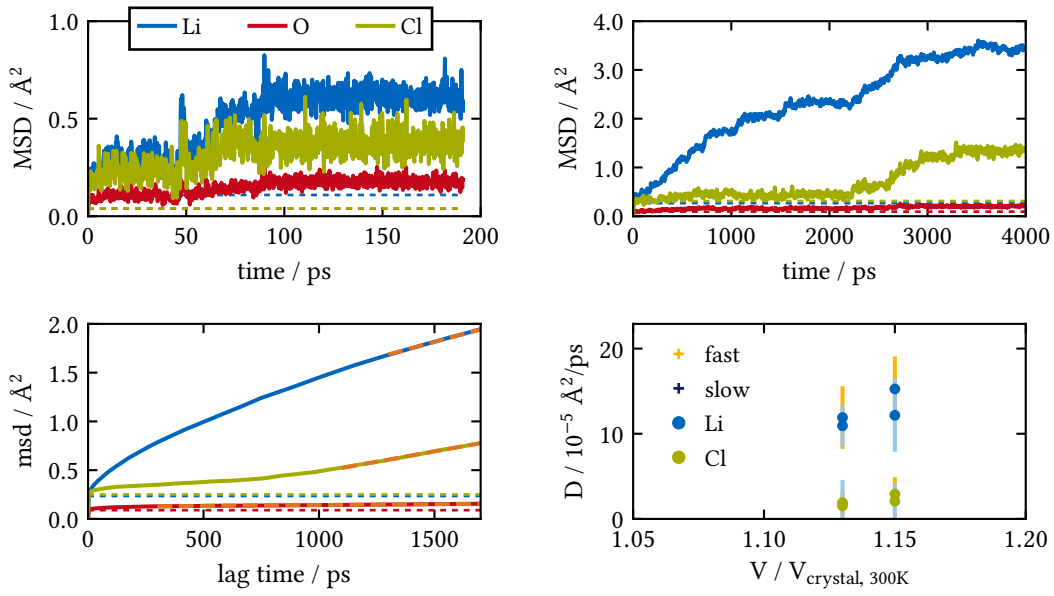 Li O Cl
1.0
0.5
0.0
MSD / Å²
0 50 100 150 200
time / ps
4.0
3.0
2.0
1.0
0.0
MSD / Å²
0 1000 2000 3000 4000
time / ps
2.0
1.5
1.0
0.5
0.0
msd / Å²
0 500 1000 1500
lag time / ps
20
10
0
D / 10⁻⁵ Å²/ps
fast
slow
Li
Cl
1.05 1.10 1.15 1.20
V / V_crystal, 300K